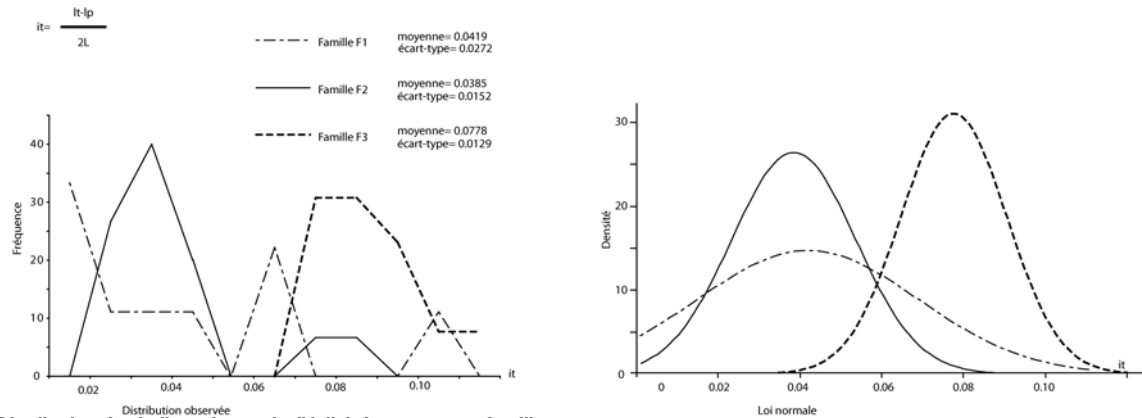 it= lt-lp
2L
Famille F1
moyenne= 0.0419
écart-type= 0.0272
Famille F2
moyenne= 0.0385
écart-type= 0.0152
Famille F3
moyenne= 0.0778
écart-type= 0.0129
Fréquence
40
30
20
10
0
0.02 0.04 0.06 0.08 0.10 it
Distribution observée
Densité
30
20
10
0
0 0.02 0.04 0.06 0.08 0.10 it
Loi normale